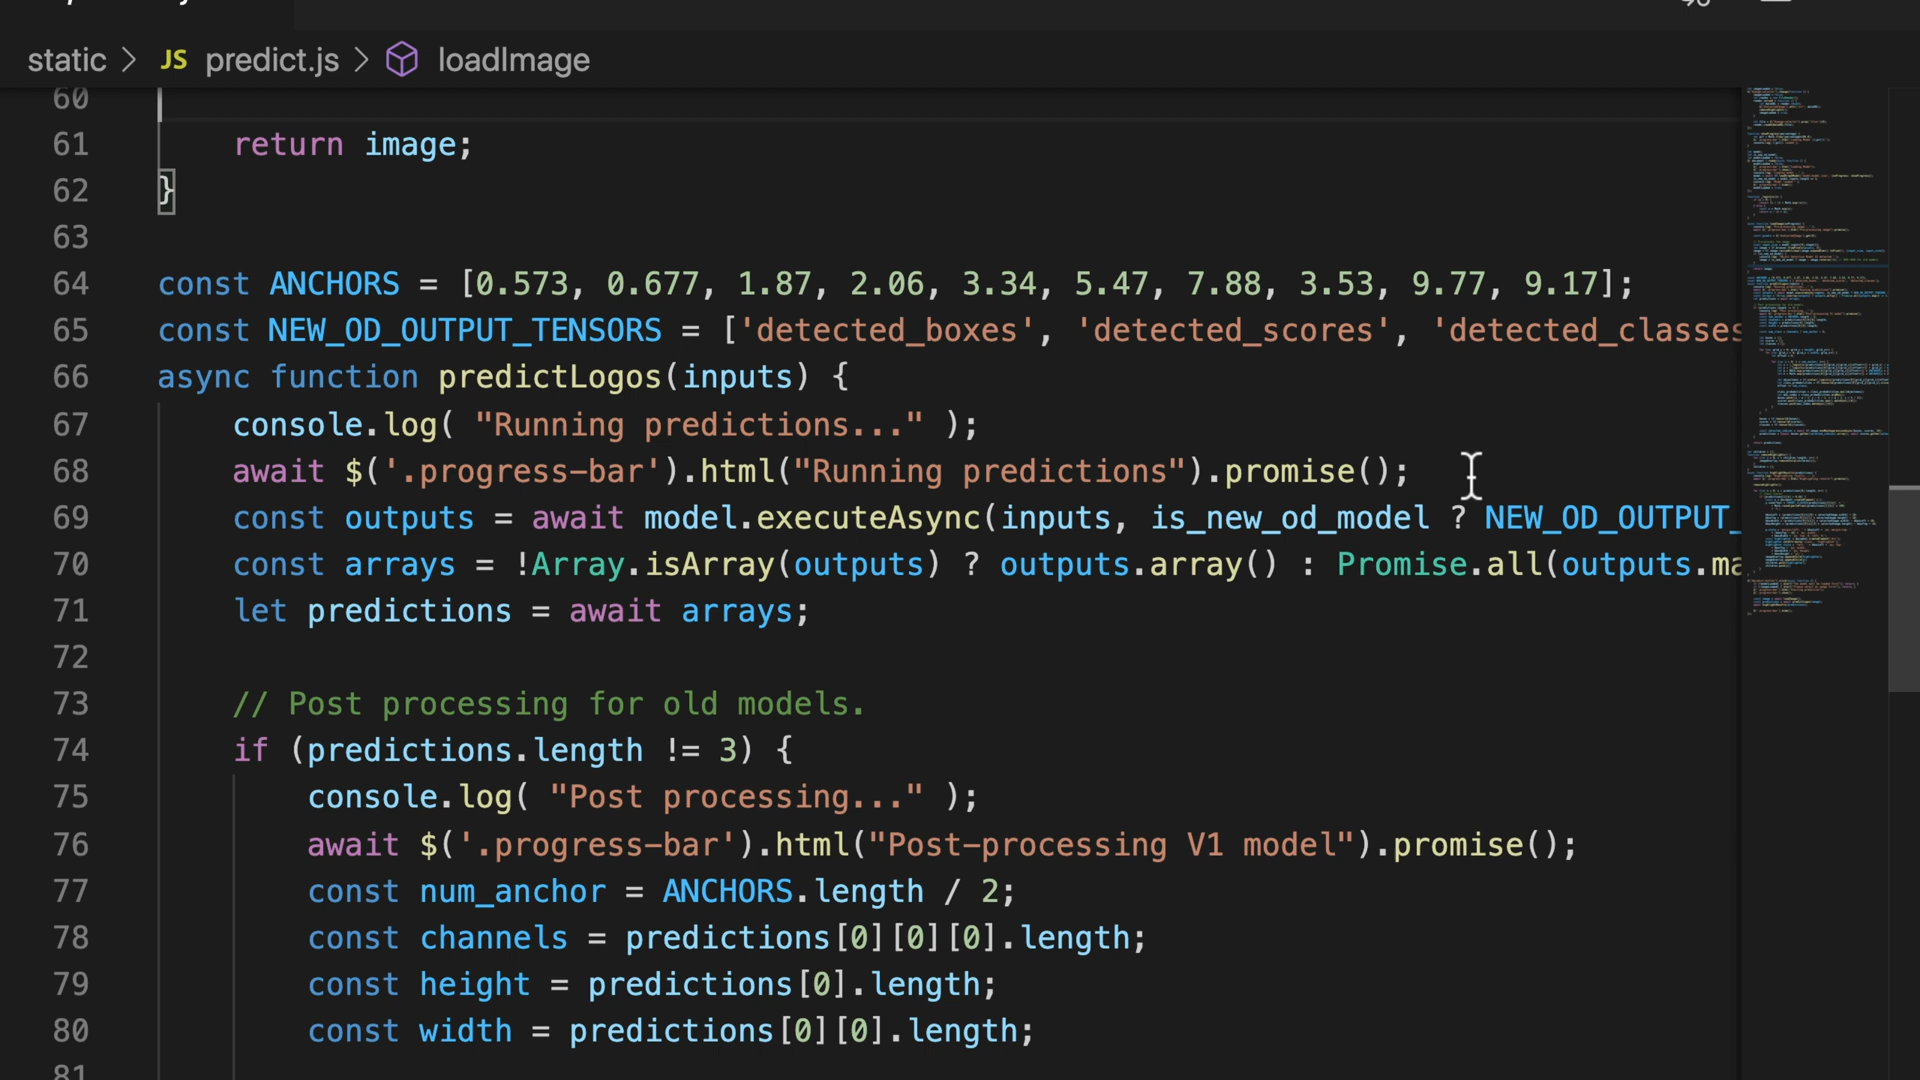 static > JS predict.js > loadImage
60
61 return image;
62 }
63
64 const ANCHORS = [0.573, 0.677, 1.87, 2.06, 3.34, 5.47, 7.88, 3.53, 9.77, 9.17];
65 const NEW_OD_OUTPUT_TENSORS = ['detected_boxes', 'detected_scores', 'detected_classes
66 async function predictLogos(inputs) {
67 console.log( "Running predictions..." );
68 await $('.progress-bar').html("Running predictions").promise();
69 const outputs = await model.executeAsync(inputs, is_new_od_model ? NEW_OD_OUTPUT_
70 const arrays = !Array.isArray(outputs) ? outputs.array() : Promise.all(outputs.ma
71 let predictions = await arrays;
72
73 // Post processing for old models.
74 if (predictions.length != 3) {
75 console.log( "Post processing..." );
76 await $('.progress-bar').html("Post-processing V1 model").promise();
77 const num_anchor = ANCHORS.length / 2;
78 const channels = predictions[0][0][0].length;
79 const height = predictions[0].length;
80 const width = predictions[0][0].length;
81